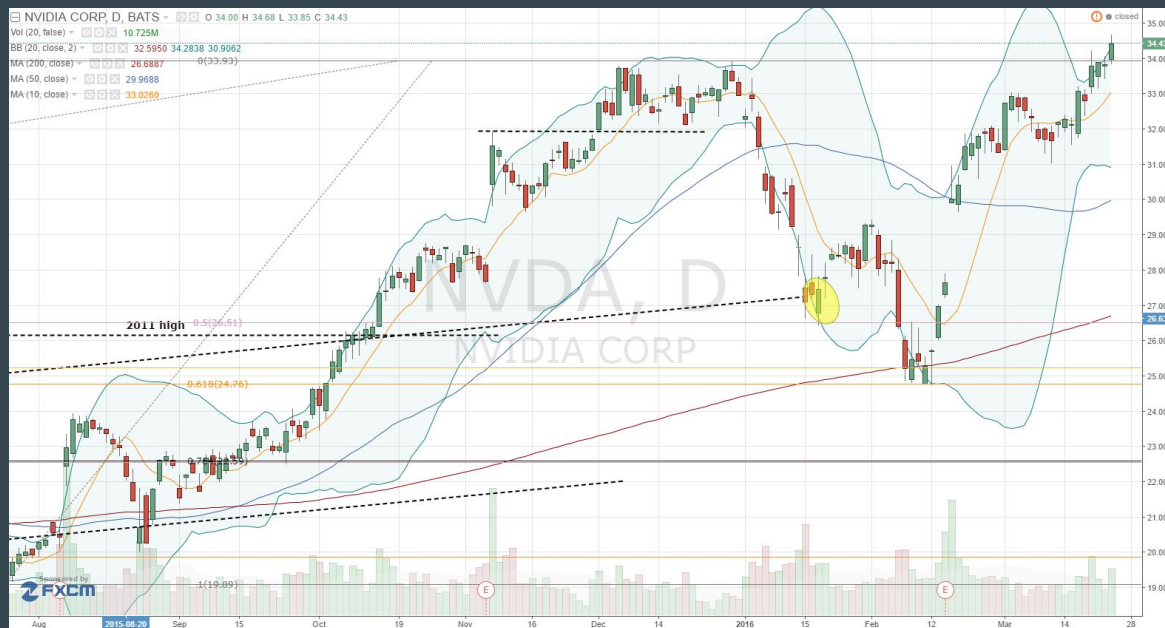 NVIDIA CORP, D, BATS O 34.00 H 34.68 L 33.85 C 34.43
closed
Vol (20, false) 10.725M
BB (20, close, 2) 32.5950 34.2838 30.9062
MA (200, close) 26.6887
MA (50, close) 29.9688
MA (10, close) 33.0260
0(33.93)
35.00
34.43
33.00
32.00
31.00
30.00
29.00
28.00
27.00
26.63
26.00
25.00
24.00
23.00
22.00
21.00
20.00
19.00
NVDA, D
NVIDIA CORP
2011 high
0.5(26.51)
0.618(24.76)
1(19.09)
E
E
Sponsored by
FXCM
Aug 2015-08-20 Sep Oct 19 Nov 16 Dec 14 2016 15 Feb 12 Mar 14 28